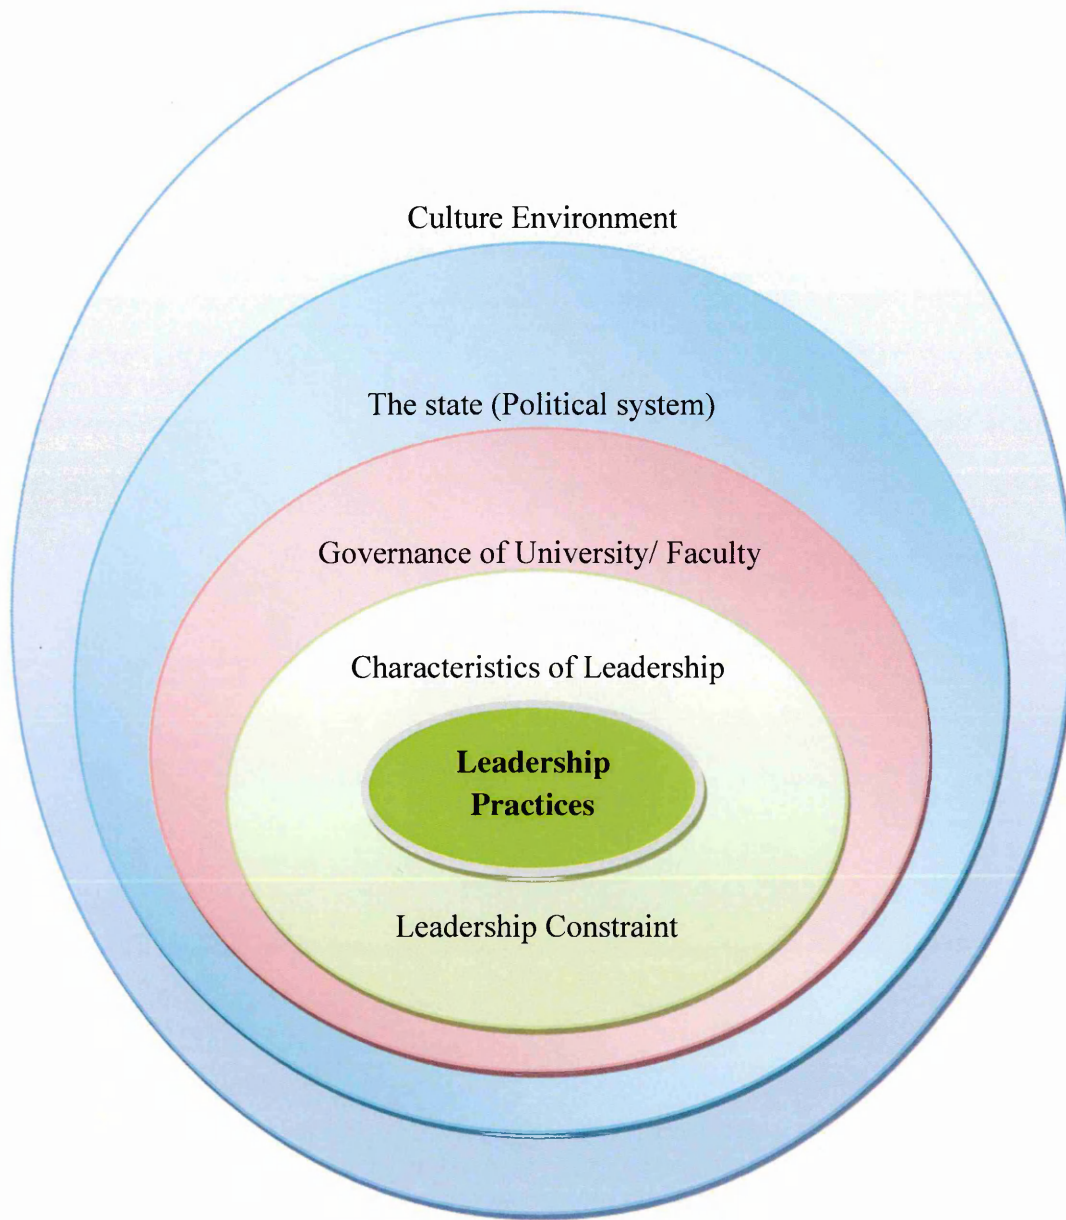 Culture Environment
The state (Political system)
Governance of University/ Faculty
Characteristics of Leadership
Leadership
Practices
Leadership Constraint